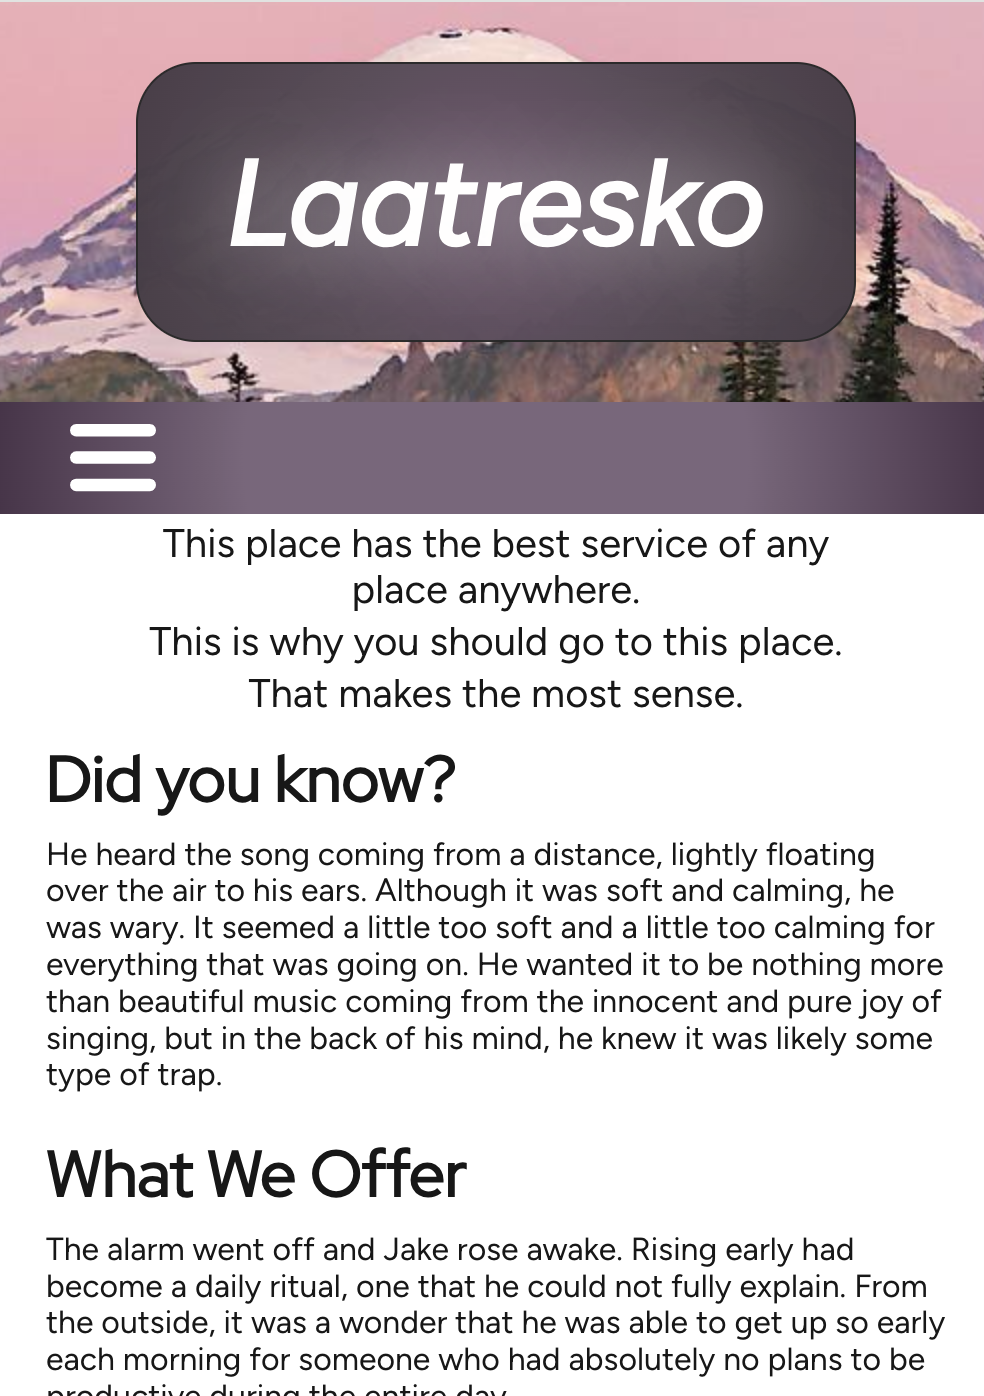 Laatresko
This place has the best service of any
place anywhere.
This is why you should go to this place.
That makes the most sense.
Did you know?
He heard the song coming from a distance, lightly floating
over the air to his ears. Although it was soft and calming, he
was wary. It seemed a little too soft and a little too calming for
everything that was going on. He wanted it to be nothing more
than beautiful music coming from the innocent and pure joy of
singing, but in the back of his mind, he knew it was likely some
type of trap.
What We Offer
The alarm went off and Jake rose awake. Rising early had
become a daily ritual, one that he could not fully explain. From
the outside, it was a wonder that he was able to get up so early
each morning for someone who had absolutely no plans to be
productive during the entire day.